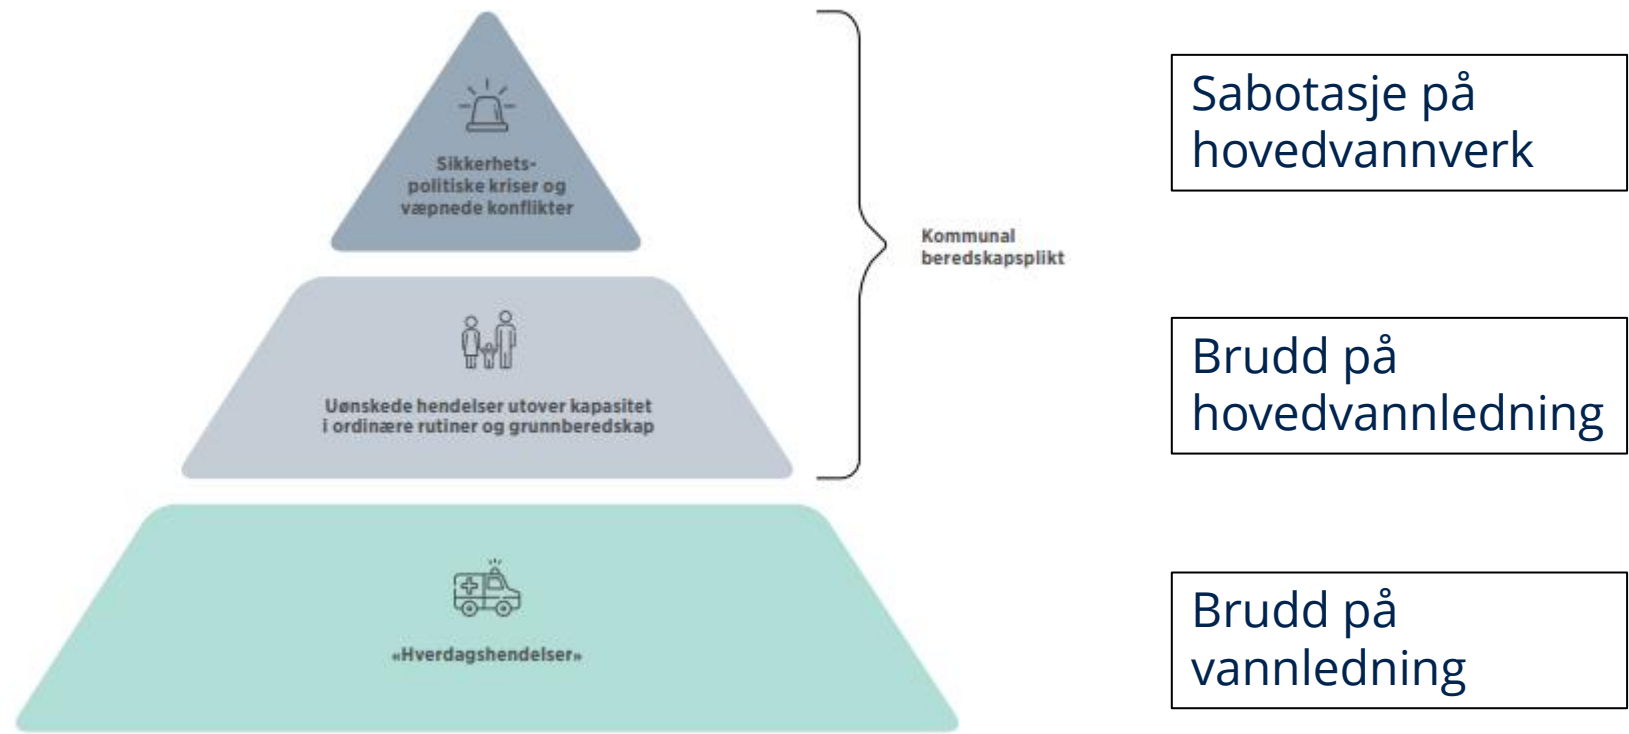 Sikkerhets-
politiske kriser og
væpnede konflikter
Sabotasje på
hovedvannverk
Kommunal
beredskapsplikt
Uønskede hendelser utover kapasitet
i ordinære rutiner og grunnberedskap
Brudd på
hovedvannledning
«Hverdagshendelser»
Brudd på
vannledning